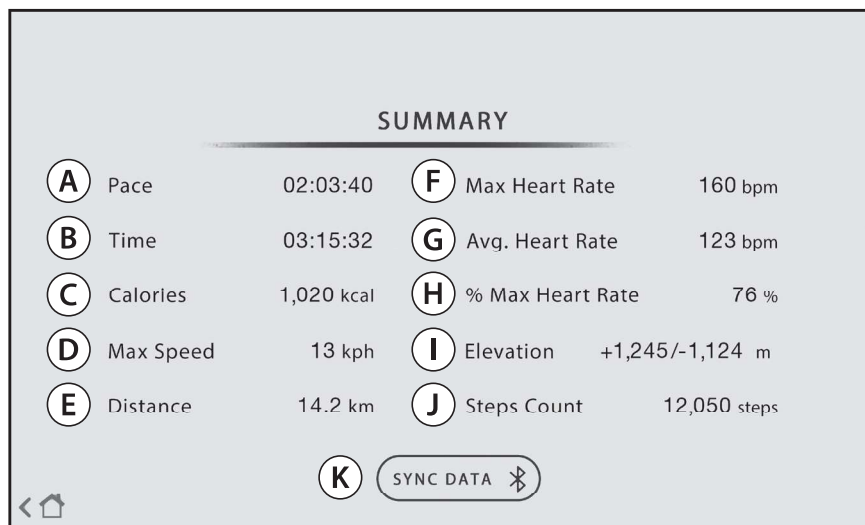 SUMMARY
A Pace 02:03:40 F Max Heart Rate 160 bpm
B Time 03:15:32 G Avg. Heart Rate 123 bpm
C Calories 1,020 kcal H % Max Heart Rate 76 %
D Max Speed 13 kph I Elevation +1,245/-1,124 m
E Distance 14.2 km J Steps Count 12,050 steps
K SYNC DATA